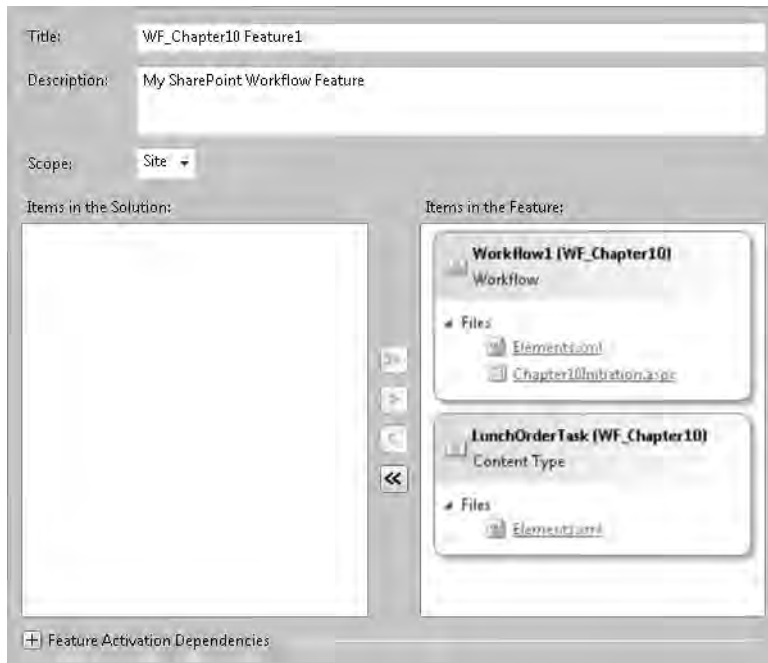 Title:
WF_Chapter10 Feature1
Description:
My SharePoint Workflow Feature
Scope:
Site
Items in the Solution:
Items in the Feature:
Workflow1 (WF_Chapter10)
Workflow
Files
Elements.xml
Chapter10Initiation.aspx
LunchOrderTask (WF_Chapter10)
Content Type
Files
Elements.xml
Feature Activation Dependencies